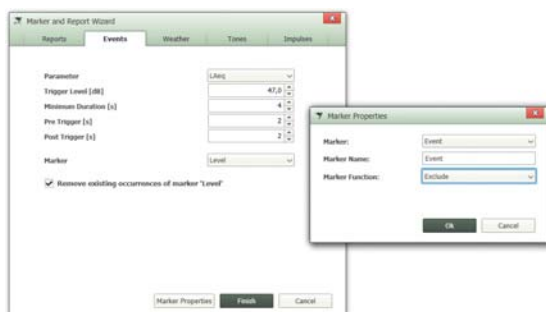 Marker and Report Wizard
Reports Events Weather Tones Impulses
Parameter LAeq
Trigger Level [dB] 47,0
Minimum Duration [s] 4
Pre Trigger [s] 2
Post Trigger [s] 2
Marker Level
Remove existing occurrences of marker 'Level'
Marker Properties Finish Cancel
Marker Properties
Marker: Event
Marker Name: Event
Marker Function: Exclude
Ok Cancel